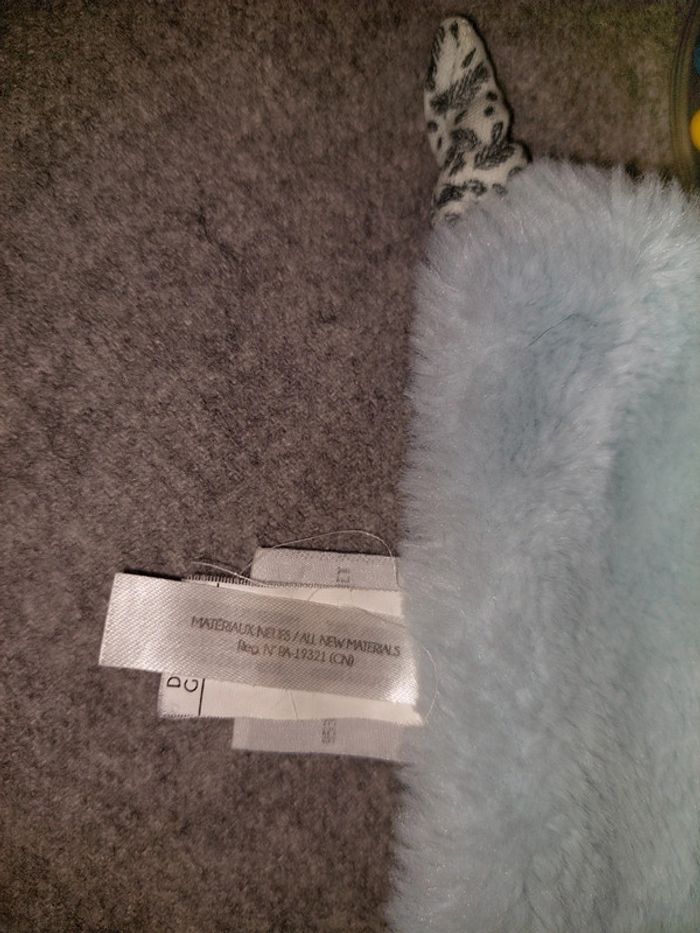 MATÉRIAUX NEUFS / ALL NEW MATERIALS
Reg. N° PA-19321 (CN)
D
G